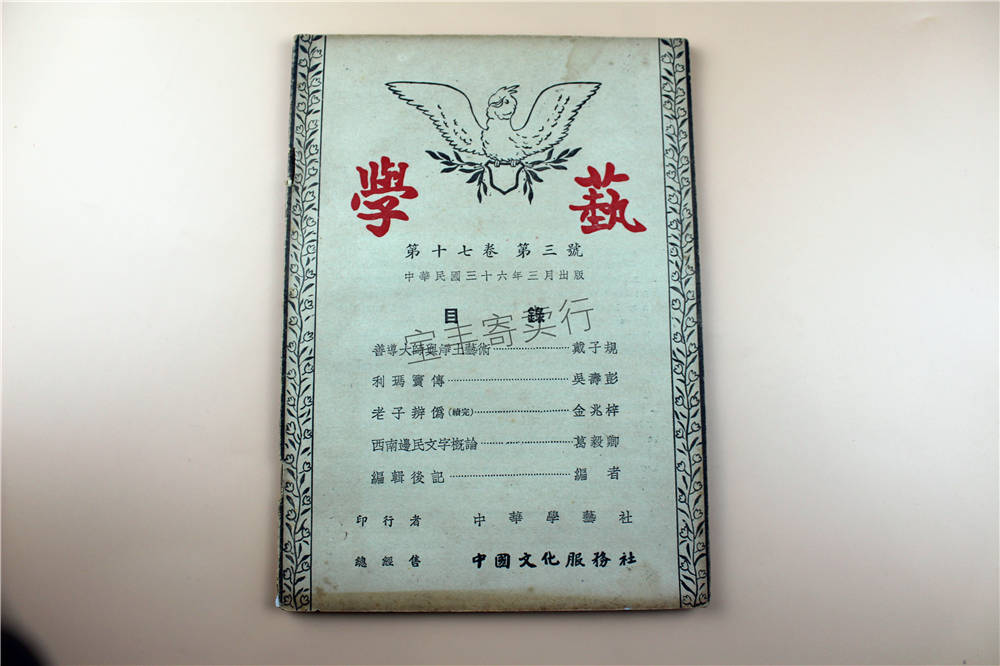 學藝
第十七卷 第三號
中華民國三十六年三月出版
目錄
善導大師與淨土藝術……戴子規
利瑪竇傳……吳壽彭
老子辨僞(續完)……金兆梓
西南邊民文字概論……葛毅卿
編輯後記……編者
印行者 中華學藝社
總經售 中國文化服務社
宝丰寄卖行